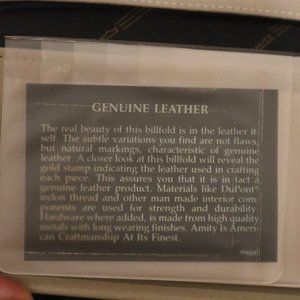 GENUINE LEATHER
The real beauty of this billfold is in the leather it-
self. The subtle variations you find are not flaws,
but natural markings, characteristic of genuine
leather. A closer look at this billfold will reveal the
gold stamp indicating the leather used in crafting
each piece. This assures you that it is in fact a
genuine leather product. Materials like DuPont®
nylon thread and other man made interior com-
ponents are used for strength and durability.
Hardware where added, is made from high quality
metals with long wearing finishes. Amity Is Ameri-
can Craftmanship At Its Finest.